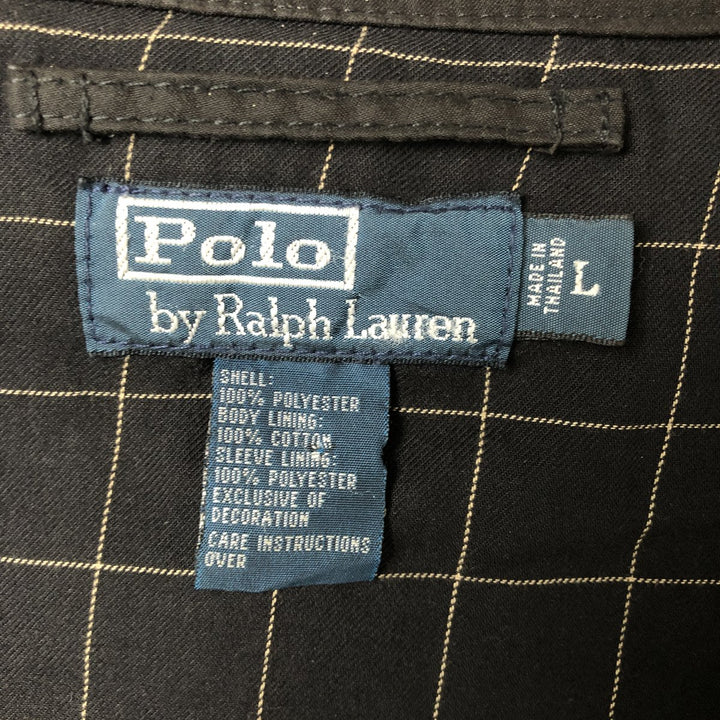 Polo
by Ralph Lauren
MADE IN
THAILAND
L
SHELL:
100% POLYESTER
BODY LINING:
100% COTTON
SLEEVE LINING:
100% POLYESTER
EXCLUSIVE OF
DECORATION
CARE INSTRUCTIONS
OVER